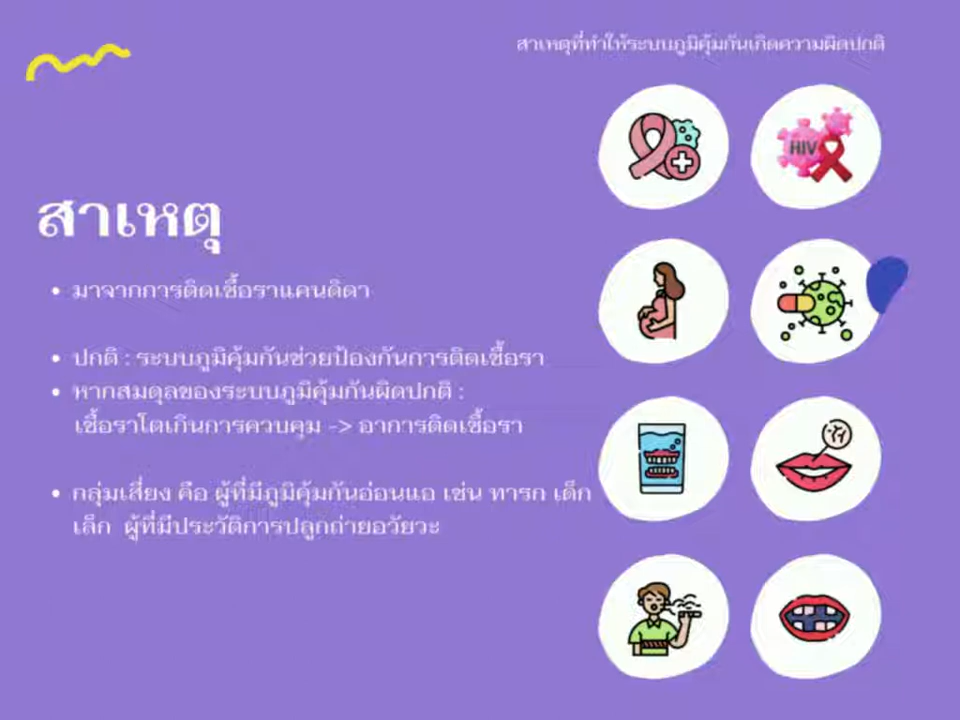 สาเหตุที่ทำให้ระบบภูมิคุ้มกันเกิดความผิดปกติ
HIV
สาเหตุ
• มาจากการติดเชื้อราแคนดิดา
• ปกติ : ระบบภูมิคุ้มกันช่วยป้องกันการติดเชื้อรา
• หากสมดุลของระบบภูมิคุ้มกันผิดปกติ :
เชื้อราโตเกินการควบคุม -> อาการติดเชื้อรา
• กลุ่มเสี่ยง คือ ผู้ที่มีภูมิคุ้มกันอ่อนแอ เช่น ทารก เด็ก
เล็ก ผู้ที่มีประวัติการปลูกถ่ายอวัยวะ